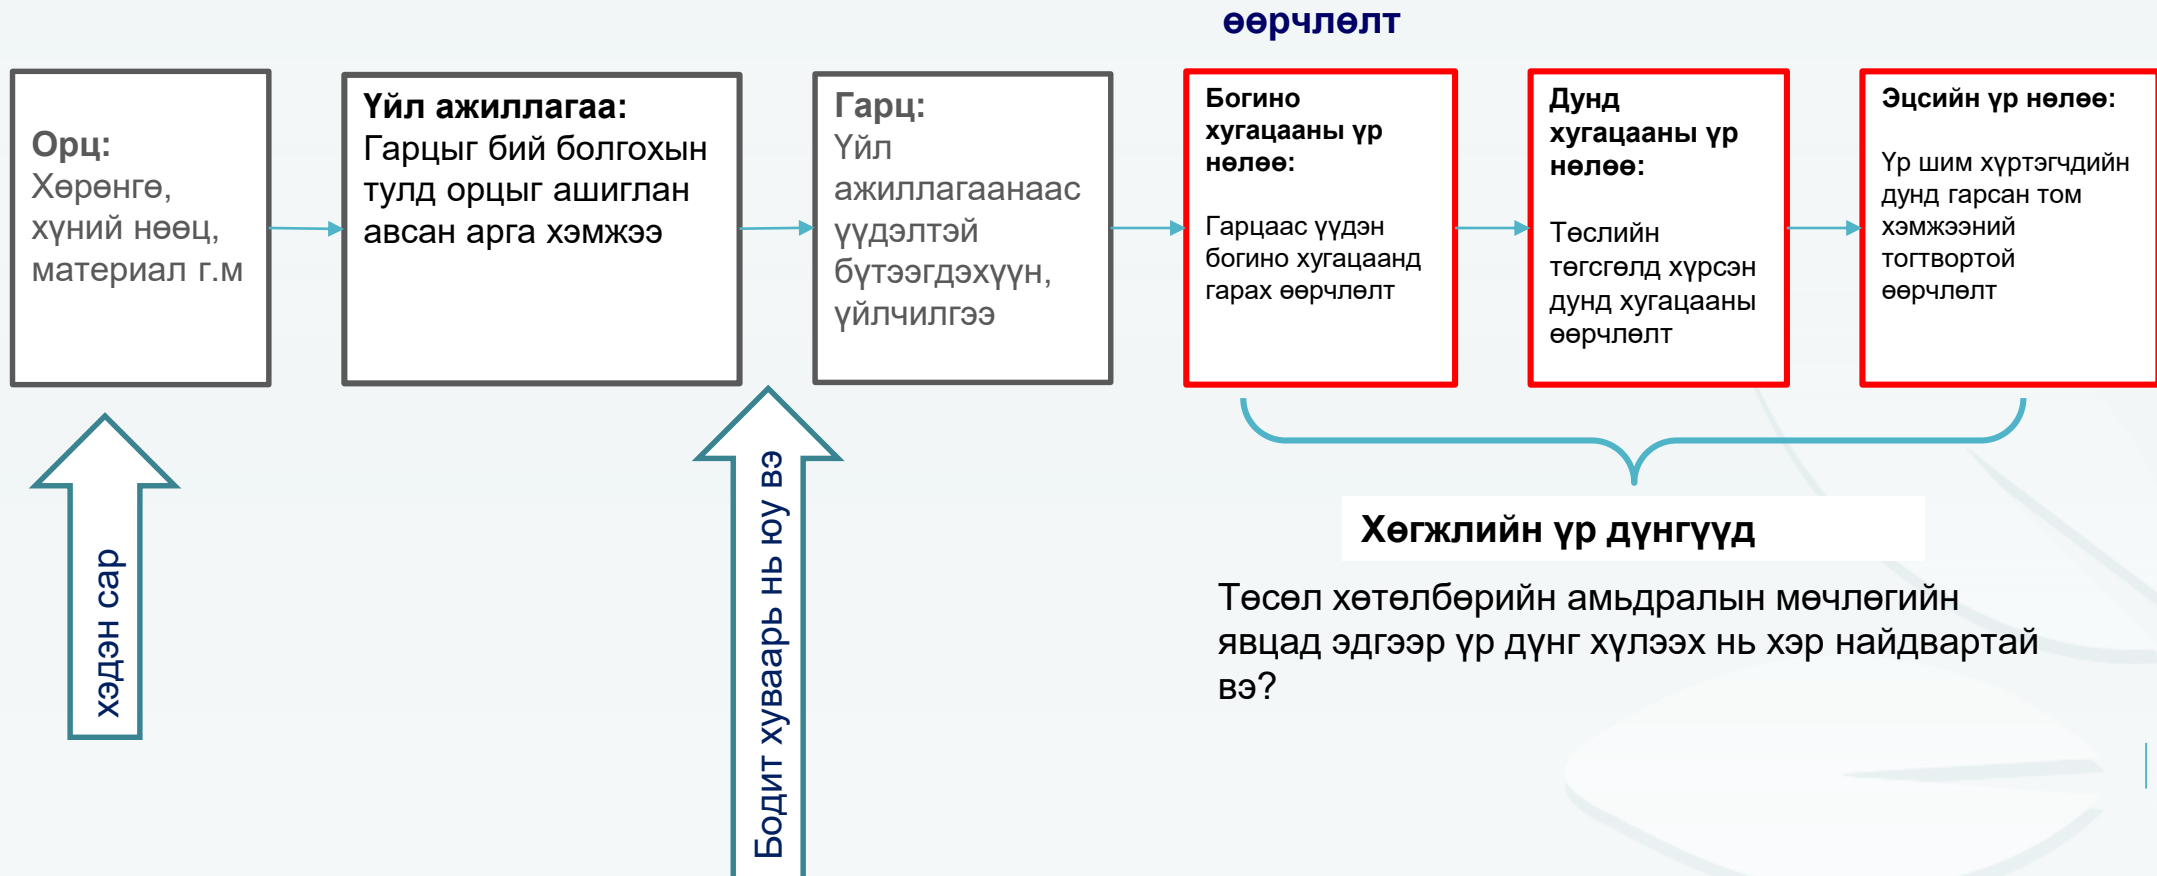 өөрчлөлт
Орц:
Хөрөнгө,
хүний нөөц,
материал г.м
Үйл ажиллагаа:
Гарцыг бий болгохын
тулд орцыг ашиглан
авсан арга хэмжээ
Гарц:
Үйл
ажиллагаанаас
үүдэлтэй
бүтээгдэхүүн,
үйлчилгээ
Богино
хугацааны үр
нөлөө:
Гарцаас үүдэн
богино хугацаанд
гарах өөрчлөлт
Дунд
хугацааны үр
нөлөө:
Төслийн
төгсгөлд хүрсэн
дунд хугацааны
өөрчлөлт
Эцсийн үр нөлөө:
Үр шим хүртэгчдийн
дунд гарсан том
хэмжээний
тогтвортой
өөрчлөлт
хэдэн сар
Бодит хуваарь нь юу вэ
Хөгжлийн үр дүнгүүд
Төсөл хөтөлбөрийн амьдралын мөчлөгийн
явцад эдгээр үр дүнг хүлээх нь хэр найдвартай
вэ?